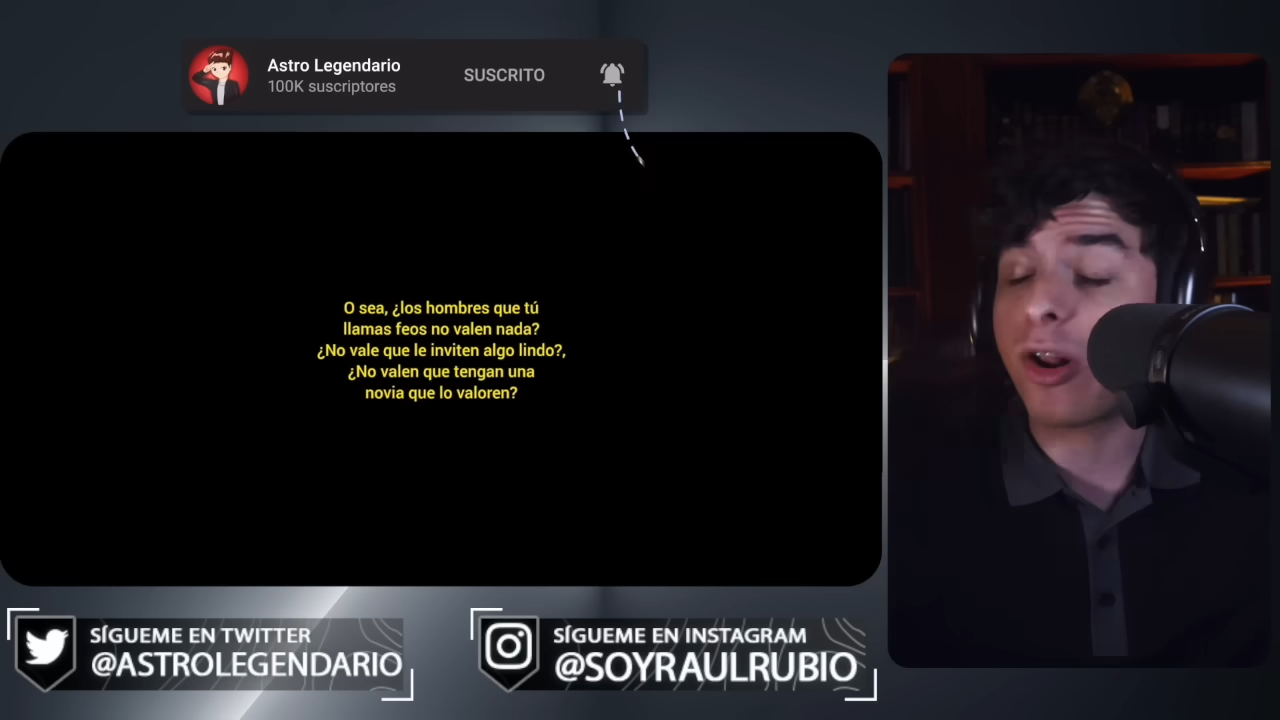 Astro Legendario
100K suscriptores
SUSCRITO
O sea, ¿los hombres que tú
llamas feos no valen nada?
¿No vale que le inviten algo lindo?,
¿No valen que tengan una
novia que lo valoren?
SÍGUEME EN TWITTER
@ASTROLEGENDARIO
SÍGUEME EN INSTAGRAM
@SOYRAULRUBIO